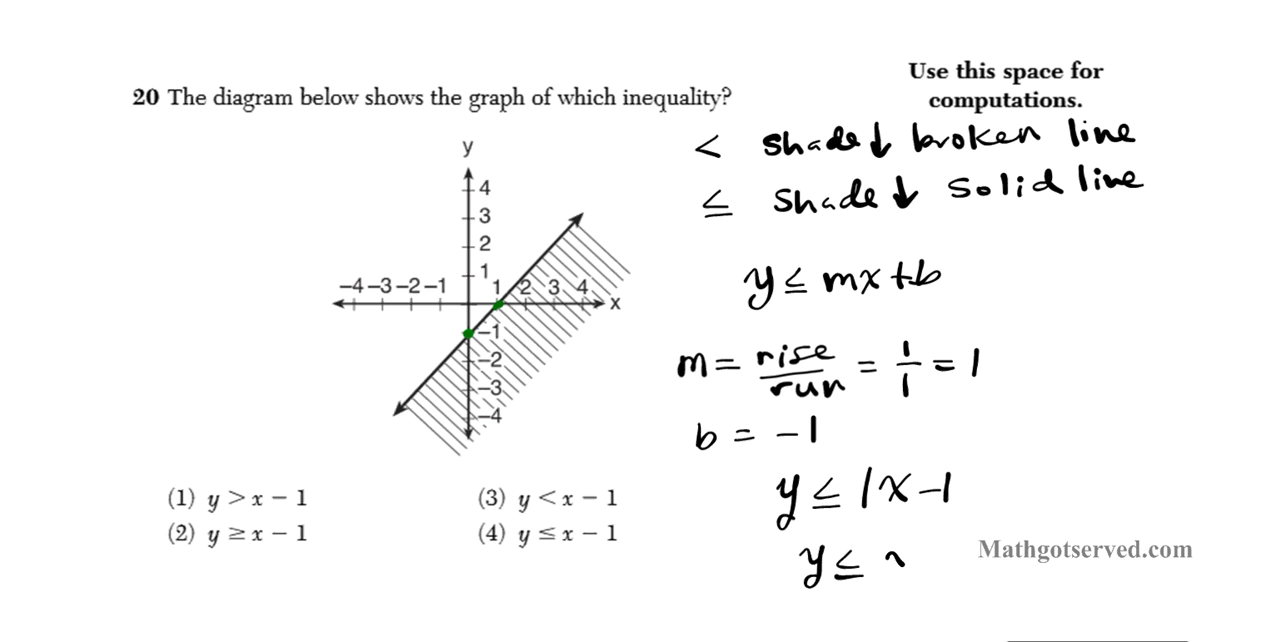 Use this space for
computations.
20 The diagram below shows the graph of which inequality?
< shade↓ broken line
≤ shade↓ solid line
y
4
3
2
1
−4 −3 −2 −1 1 2 3 4
x
−1
−2
−3
−4
y ≤ mx + b
m = rise/run = 1/1 = 1
b = −1
y ≤ 1x −1
y ≤
(1) y > x − 1
(2) y ≥ x − 1
(3) y < x − 1
(4) y ≤ x − 1
Mathgotserved.com